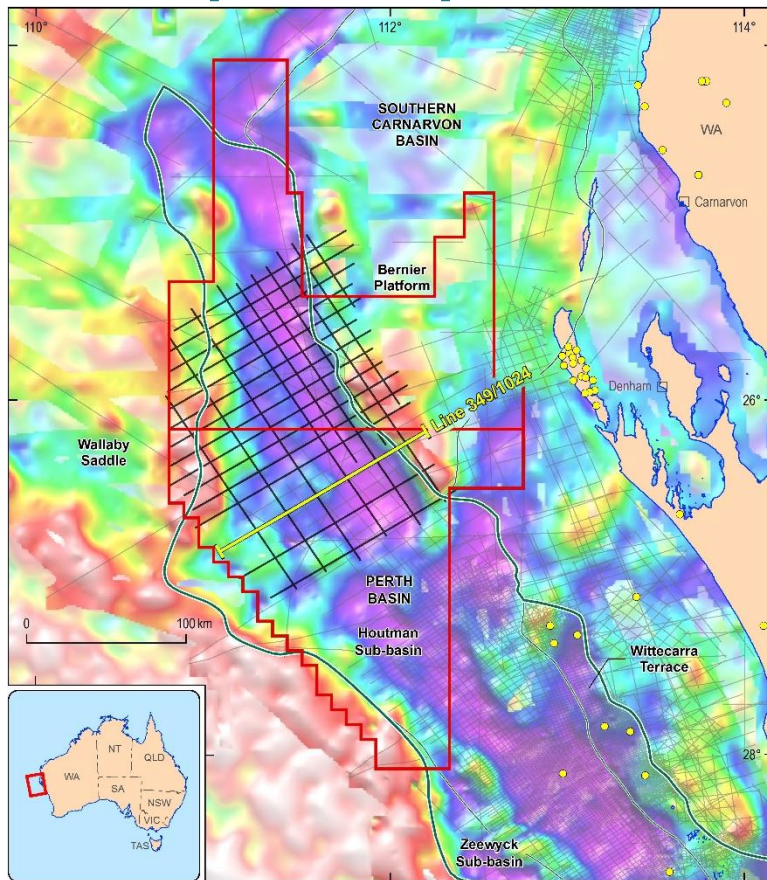 110°
112°
114°
SOUTHERN
CARNARVON
BASIN
WA
Carnarvon
Bernier
Platform
Line 349/1024
26°
Denham
Wallaby
Saddle
PERTH
BASIN
0
100 km
Houtman
Sub-basin
Wittecarra
Terrace
28°
Zeewyck
Sub-basin
NT
QLD
WA
SA
NSW
VIC
TAS